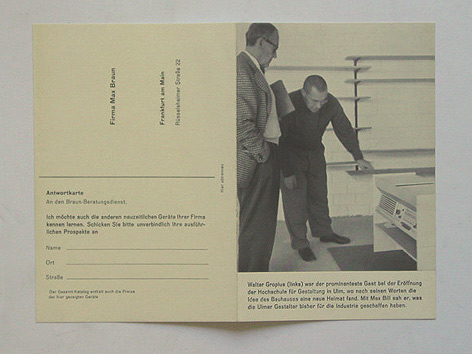 Firma Max Braun
Frankfurt am Main
Rüsselsheimer Straße 22
hier abtrennen
Antwortkarte
An den Braun-Beratungsdienst.
Ich möchte auch die anderen neuzeitlichen Geräte Ihrer Firma
kennen lernen. Schicken Sie bitte unverbindlich Ihre ausführ-
lichen Prospekte an
Name
Ort
Straße
Der Gesamt-Katalog enthält auch die Preise
der hier gezeigten Geräte
Walter Gropius (links) war der prominenteste Gast bei der Eröffnung
der Hochschule für Gestaltung in Ulm, wo nach seinen Worten die
Idee des Bauhauses eine neue Heimat fand. Mit Max Bill sah er, was
die Ulmer Gestalter bisher für die Industrie geschaffen haben.